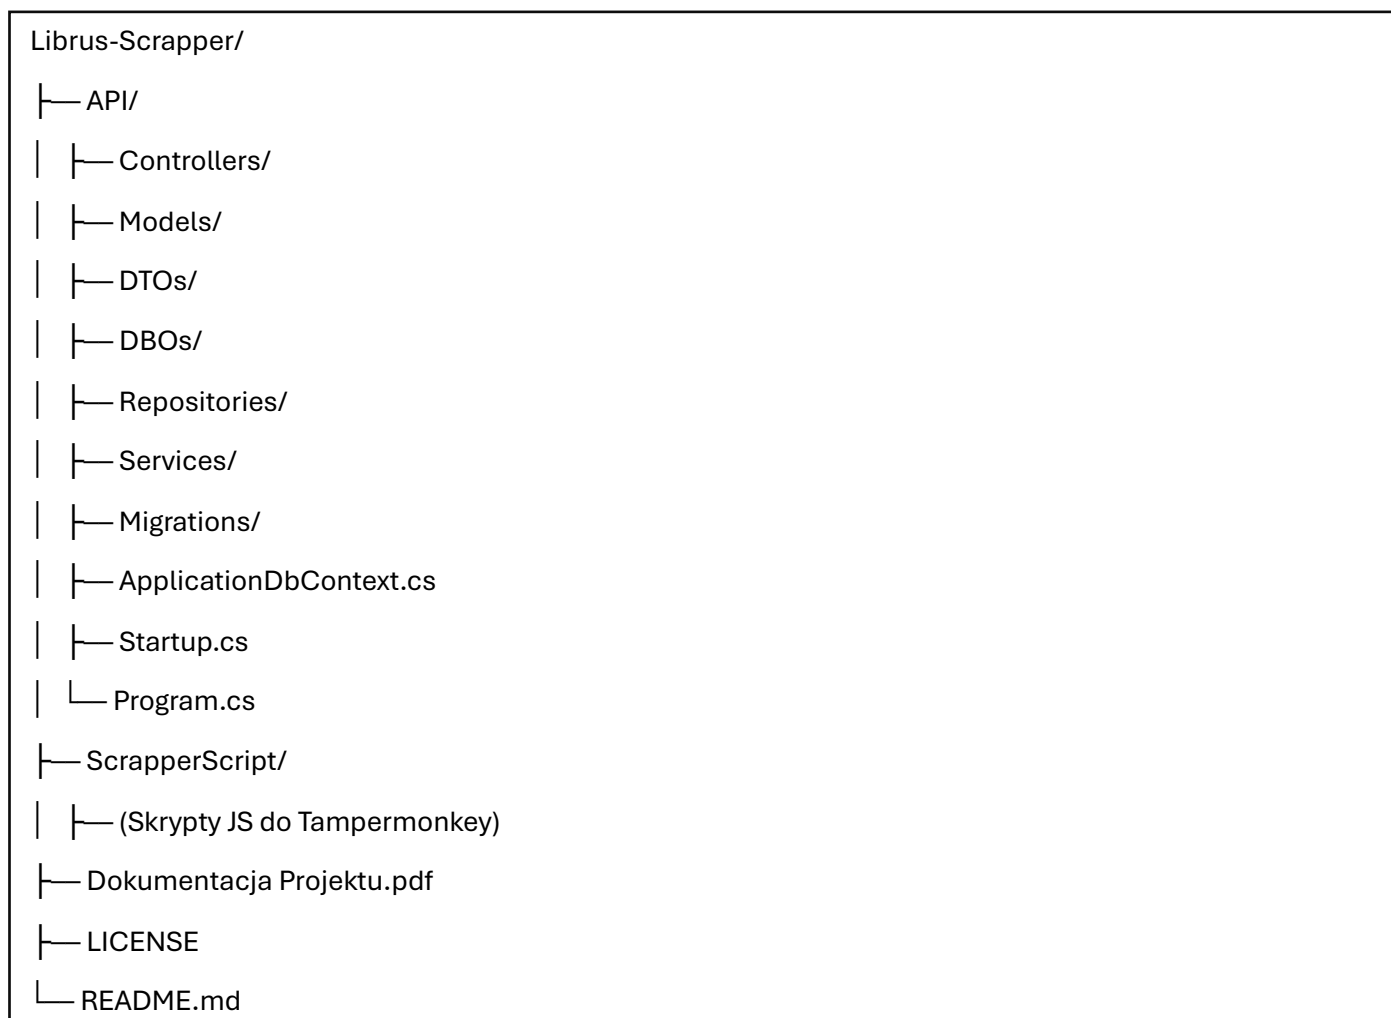 Librus-Scrapper/
├── API/
│ ├── Controllers/
│ ├── Models/
│ ├── DTOs/
│ ├── DBOs/
│ ├── Repositories/
│ ├── Services/
│ ├── Migrations/
│ ├── ApplicationDbContext.cs
│ ├── Startup.cs
│ └── Program.cs
├── ScrapperScript/
│ ├── (Skrypty JS do Tampermonkey)
├── Dokumentacja Projektu.pdf
├── LICENSE
└── README.md